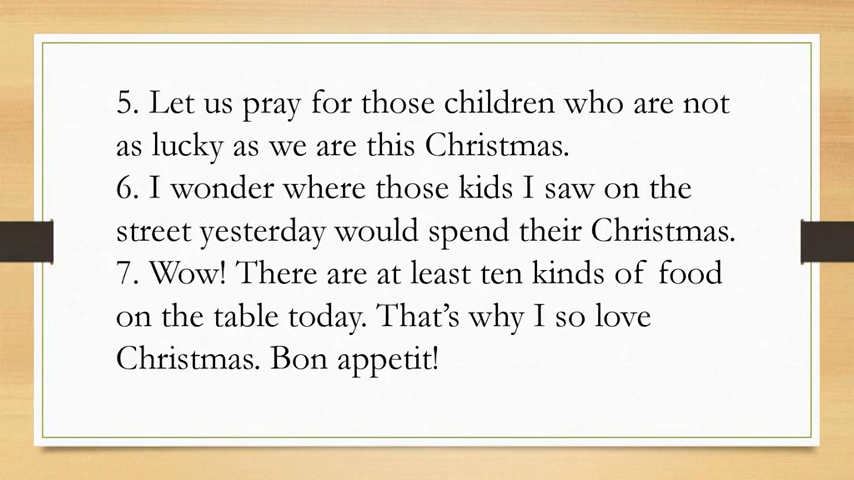 5. Let us pray for those children who are not
as lucky as we are this Christmas.
6. I wonder where those kids I saw on the
street yesterday would spend their Christmas.
7. Wow! There are at least ten kinds of food
on the table today. That’s why I so love
Christmas. Bon appetit!